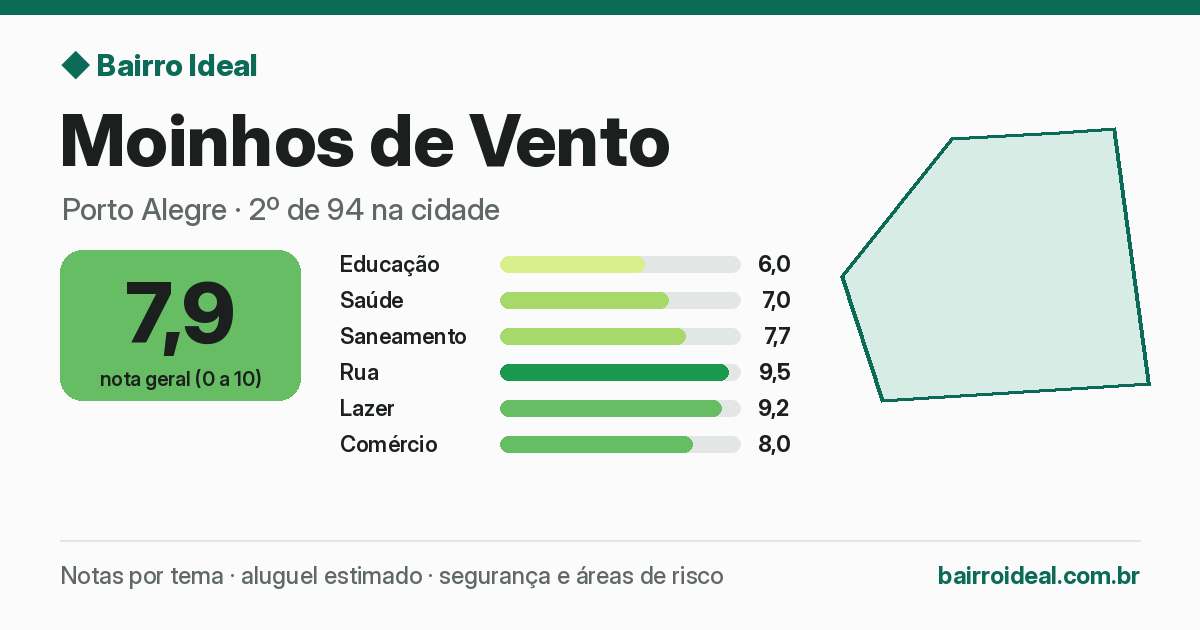 Bairro Ideal
Moinhos de Vento
Porto Alegre · 2º de 94 na cidade
7,9
nota geral (0 a 10)
Educação 6,0
Saúde 7,0
Saneamento 7,7
Rua 9,5
Lazer 9,2
Comércio 8,0
Notas por tema · aluguel estimado · segurança e áreas de risco
bairroideal.com.br